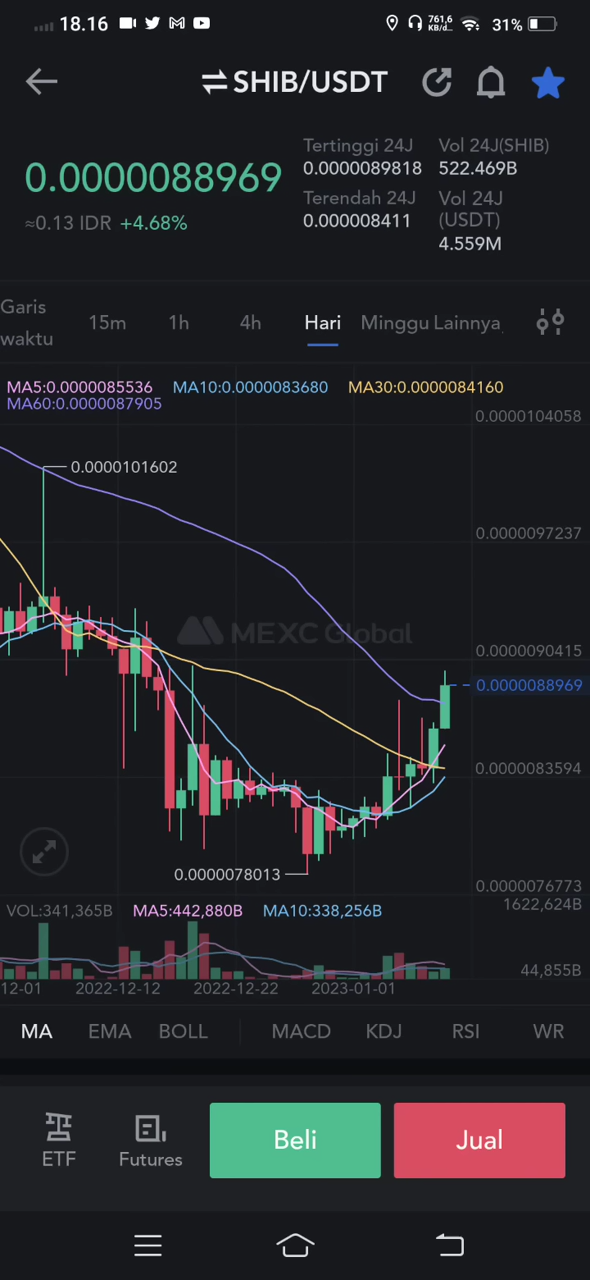 18.16
761,6
KB/d
31%
SHIB/USDT
0.0000088969
≈0.13 IDR +4.68%
Tertinggi 24J
0.0000089818
Terendah 24J
0.000008411
Vol 24J(SHIB)
522.469B
Vol 24J
(USDT)
4.559M
Garis
waktu
15m
1h
4h
Hari
Minggu
Lainnya
MA5:0.0000085536 MA10:0.0000083680 MA30:0.0000084160
MA60:0.0000087905
0.0000104058
0.0000101602
0.0000097237
MEXC Global
0.0000090415
0.0000088969
0.0000083594
0.0000078013
0.0000076773
VOL:341,365B MA5:442,880B MA10:338,256B
1622,624B
44,855B
12-01 2022-12-12 2022-12-22 2023-01-01
MA EMA BOLL MACD KDJ RSI WR
ETF
Futures
Beli
Jual